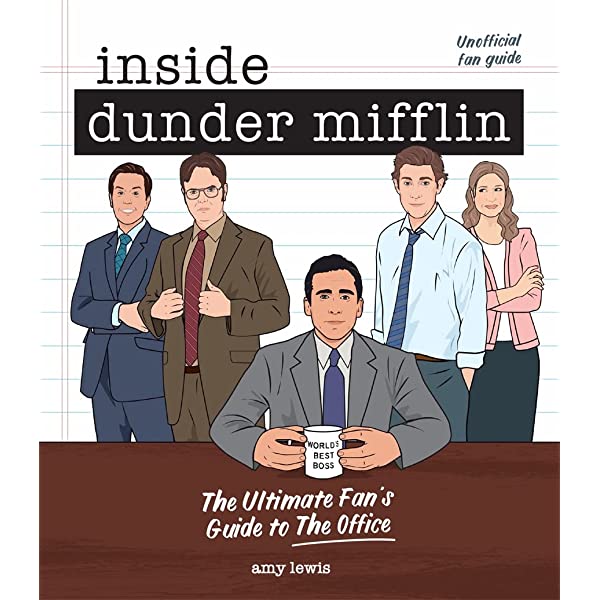 Unofficial
fan guide
inside
dunder mifflin
WORLD'S
BEST
BOSS
The Ultimate Fan's
Guide to The Office
amy lewis